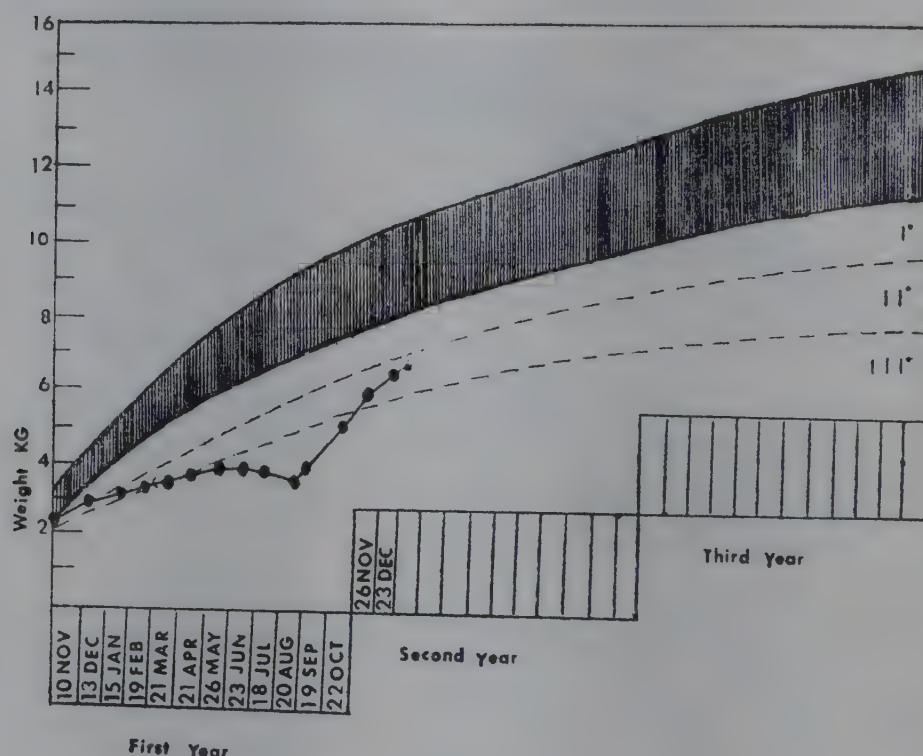 16
14
12
10
8
6
4
2
Weight KG
I°
II°
III°
10 NOV
13 DEC
15 JAN
19 FEB
21 MAR
21 APR
26 MAY
23 JUN
18 JUL
20 AUG
19 SEP
22 OCT
First Year
26 NOV
23 DEC
Second year
Third Year